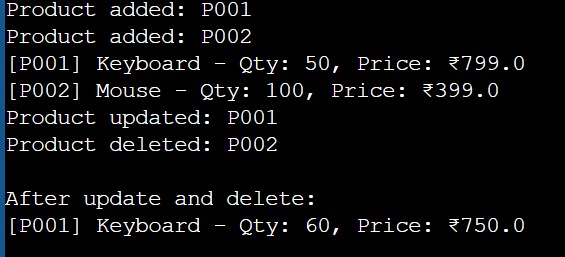 Product added: P001
Product added: P002
[P001] Keyboard – Qty: 50, Price: ₹799.0
[P002] Mouse – Qty: 100, Price: ₹399.0
Product updated: P001
Product deleted: P002
After update and delete:
[P001] Keyboard – Qty: 60, Price: ₹750.0